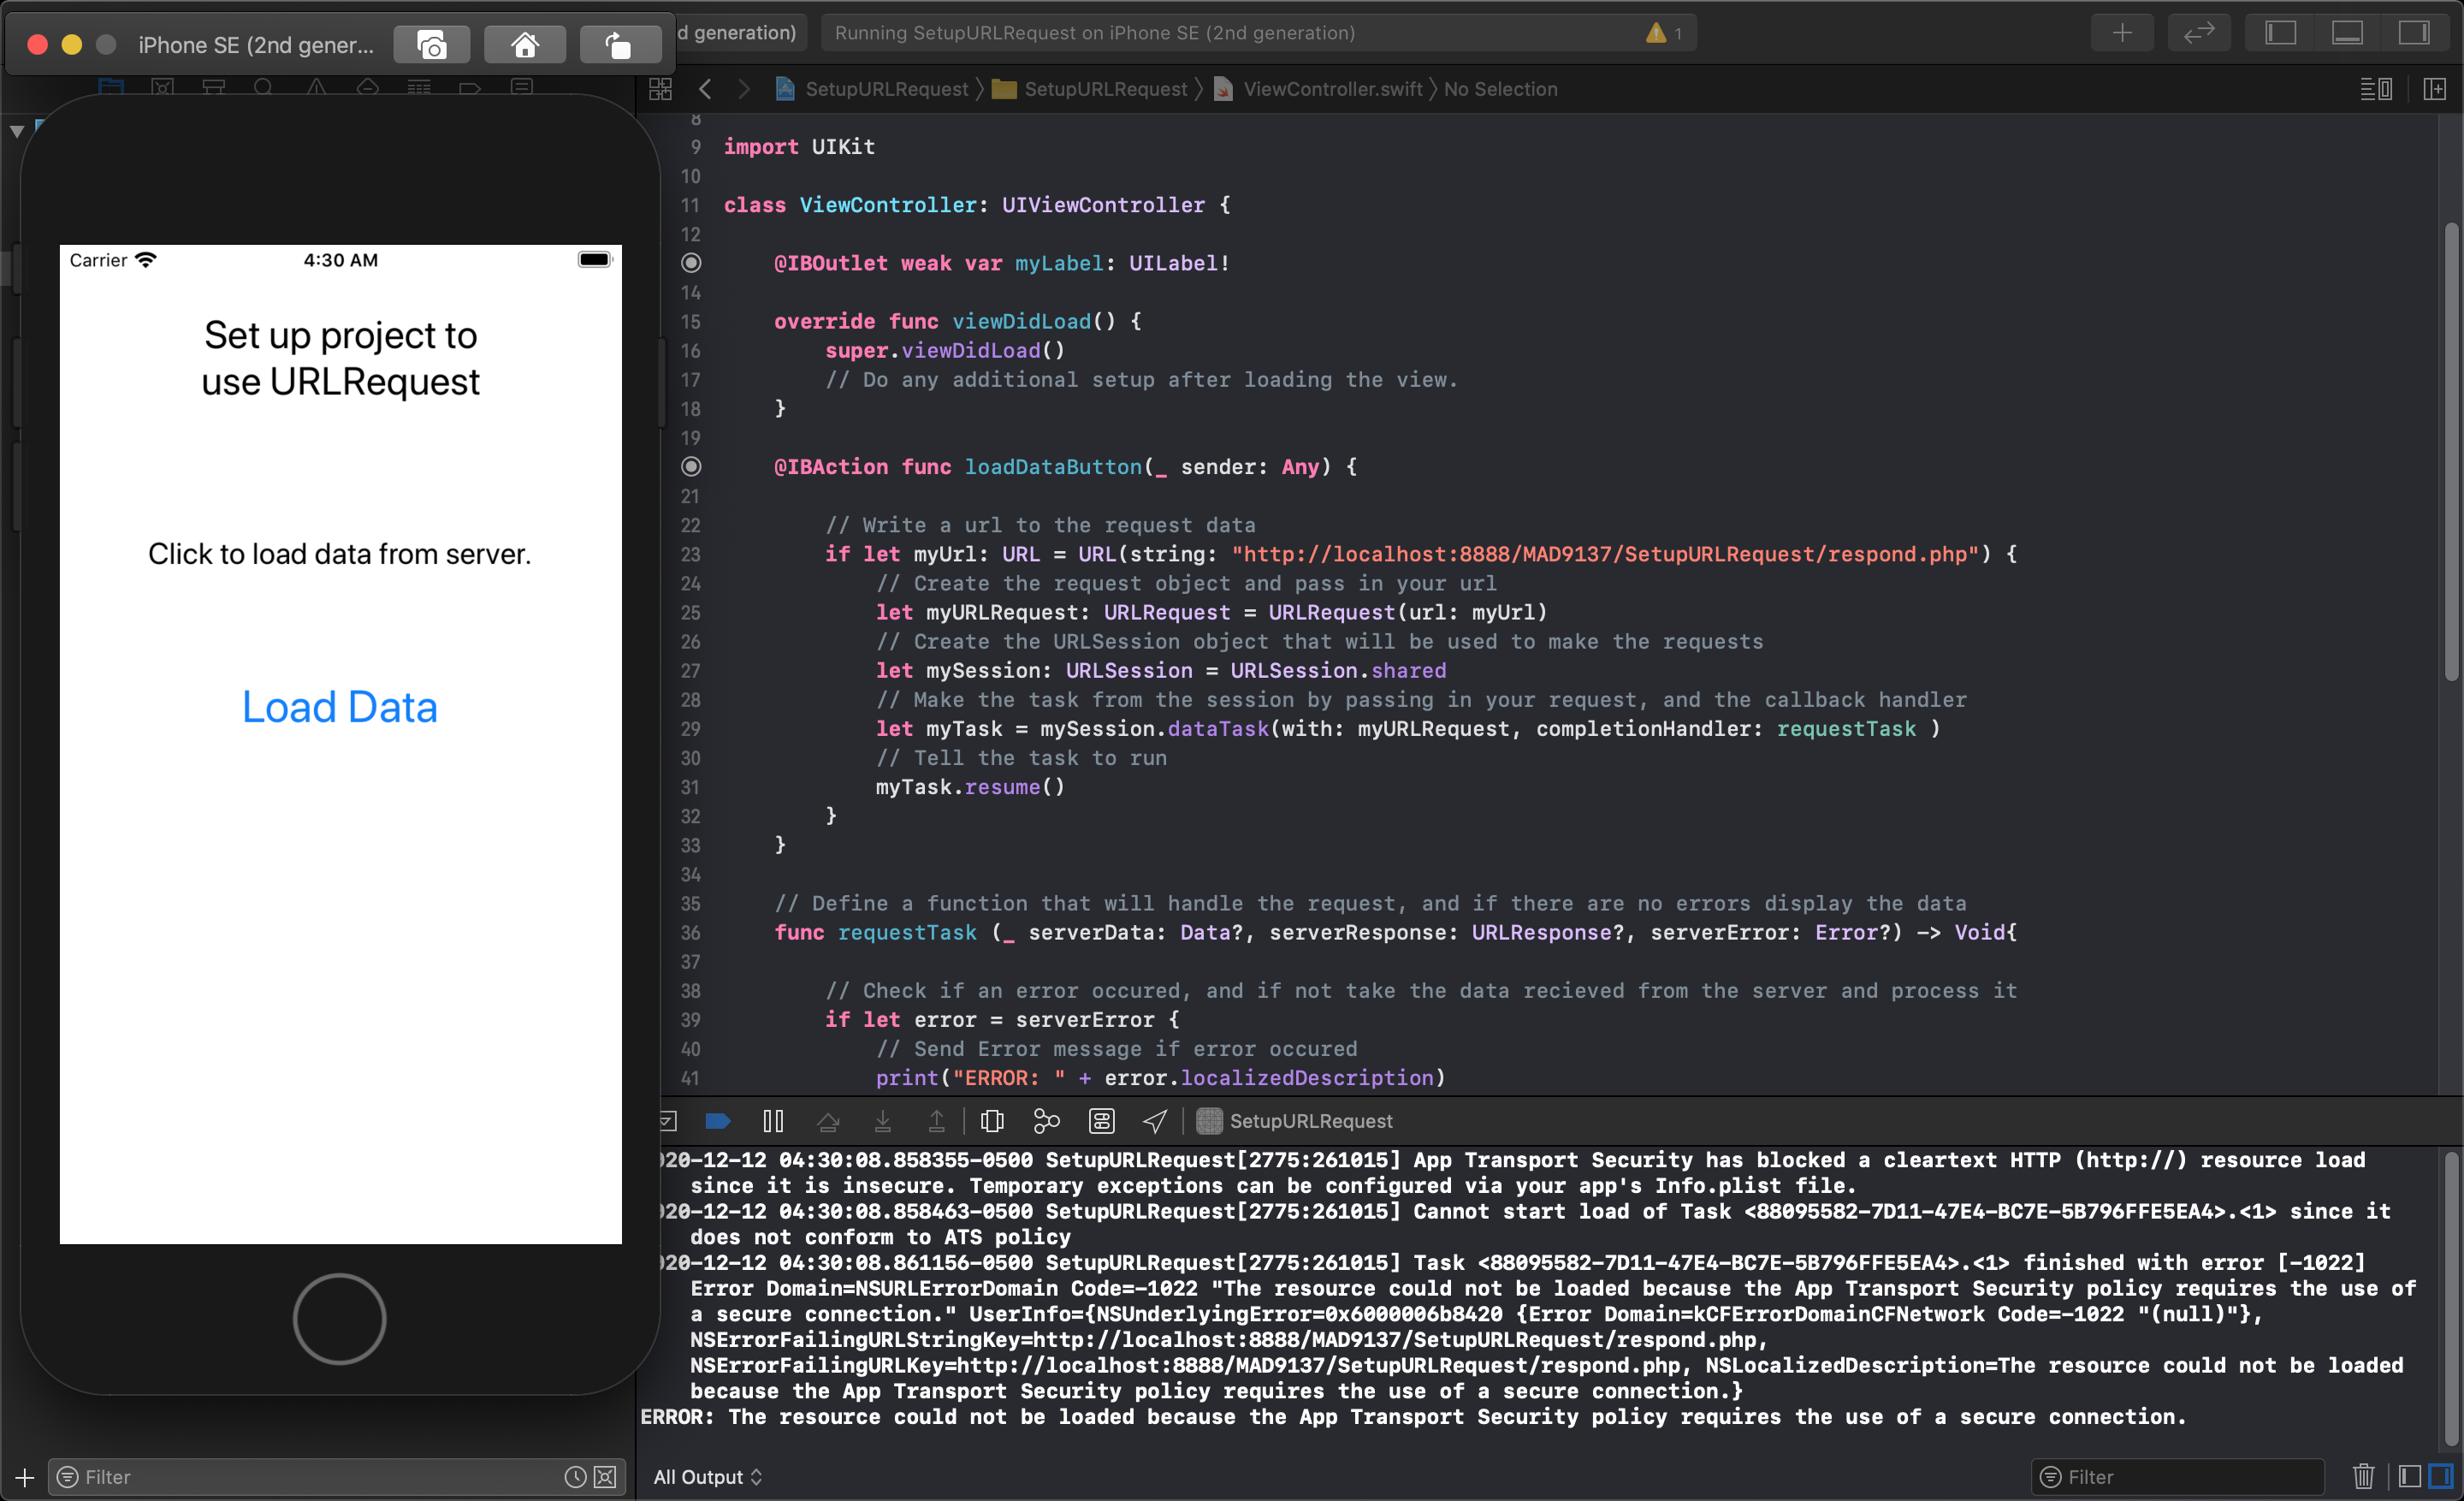 iPhone SE (2nd gener...
d generation)
Running SetupURLRequest on iPhone SE (2nd generation)
1
SetupURLRequest
SetupURLRequest
ViewController.swift
No Selection
Carrier
4:30 AM
Set up project to
use URLRequest
Click to load data from server.
Load Data
8
9 import UIKit
10
11 class ViewController: UIViewController {
12
@IBOutlet weak var myLabel: UILabel!
14
15 override func viewDidLoad() {
16 super.viewDidLoad()
17 // Do any additional setup after loading the view.
18 }
19
@IBAction func loadDataButton(_ sender: Any) {
21
22 // Write a url to the request data
23 if let myUrl: URL = URL(string: "http://localhost:8888/MAD9137/SetupURLRequest/respond.php") {
24 // Create the request object and pass in your url
25 let myURLRequest: URLRequest = URLRequest(url: myUrl)
26 // Create the URLSession object that will be used to make the requests
27 let mySession: URLSession = URLSession.shared
28 // Make the task from the session by passing in your request, and the callback handler
29 let myTask = mySession.dataTask(with: myURLRequest, completionHandler: requestTask )
30 // Tell the task to run
31 myTask.resume()
32 }
33 }
34
35 // Define a function that will handle the request, and if there are no errors display the data
36 func requestTask (_ serverData: Data?, serverResponse: URLResponse?, serverError: Error?) -> Void{
37
38 // Check if an error occured, and if not take the data recieved from the server and process it
39 if let error = serverError {
40 // Send Error message if error occured
41 print("ERROR: " + error.localizedDescription)
SetupURLRequest
020-12-12 04:30:08.858355-0500 SetupURLRequest[2775:261015] App Transport Security has blocked a cleartext HTTP (http://) resource load
since it is insecure. Temporary exceptions can be configured via your app's Info.plist file.
020-12-12 04:30:08.858463-0500 SetupURLRequest[2775:261015] Cannot start load of Task <88095582-7D11-47E4-BC7E-5B796FFE5EA4>.<1> since it
does not conform to ATS policy
020-12-12 04:30:08.861156-0500 SetupURLRequest[2775:261015] Task <88095582-7D11-47E4-BC7E-5B796FFE5EA4>.<1> finished with error [-1022]
Error Domain=NSURLErrorDomain Code=-1022 "The resource could not be loaded because the App Transport Security policy requires the use of
a secure connection." UserInfo={NSUnderlyingError=0x6000006b8420 {Error Domain=kCFErrorDomainCFNetwork Code=-1022 "(null)"},
NSErrorFailingURLStringKey=http://localhost:8888/MAD9137/SetupURLRequest/respond.php,
NSErrorFailingURLKey=http://localhost:8888/MAD9137/SetupURLRequest/respond.php, NSLocalizedDescription=The resource could not be loaded
because the App Transport Security policy requires the use of a secure connection.}
ERROR: The resource could not be loaded because the App Transport Security policy requires the use of a secure connection.
Filter
All Output
Filter